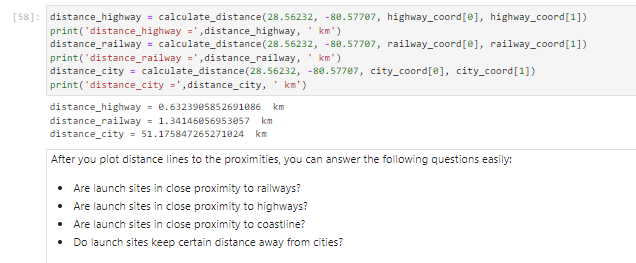 [58]: distance_highway = calculate_distance(28.56232, -80.57707, highway_coord[0], highway_coord[1])
print('distance_highway =',distance_highway, ' km')
distance_railway = calculate_distance(28.56232, -80.57707, railway_coord[0], railway_coord[1])
print('distance_railway =',distance_railway, ' km')
distance_city = calculate_distance(28.56232, -80.57707, city_coord[0], city_coord[1])
print('distance_city =',distance_city, ' km')
distance_highway = 0.6323905852691086  km
distance_railway = 1.34146056953057  km
distance_city = 51.175847265271024  km
After you plot distance lines to the proximities, you can answer the following questions easily:
• Are launch sites in close proximity to railways?
• Are launch sites in close proximity to highways?
• Are launch sites in close proximity to coastline?
• Do launch sites keep certain distance away from cities?